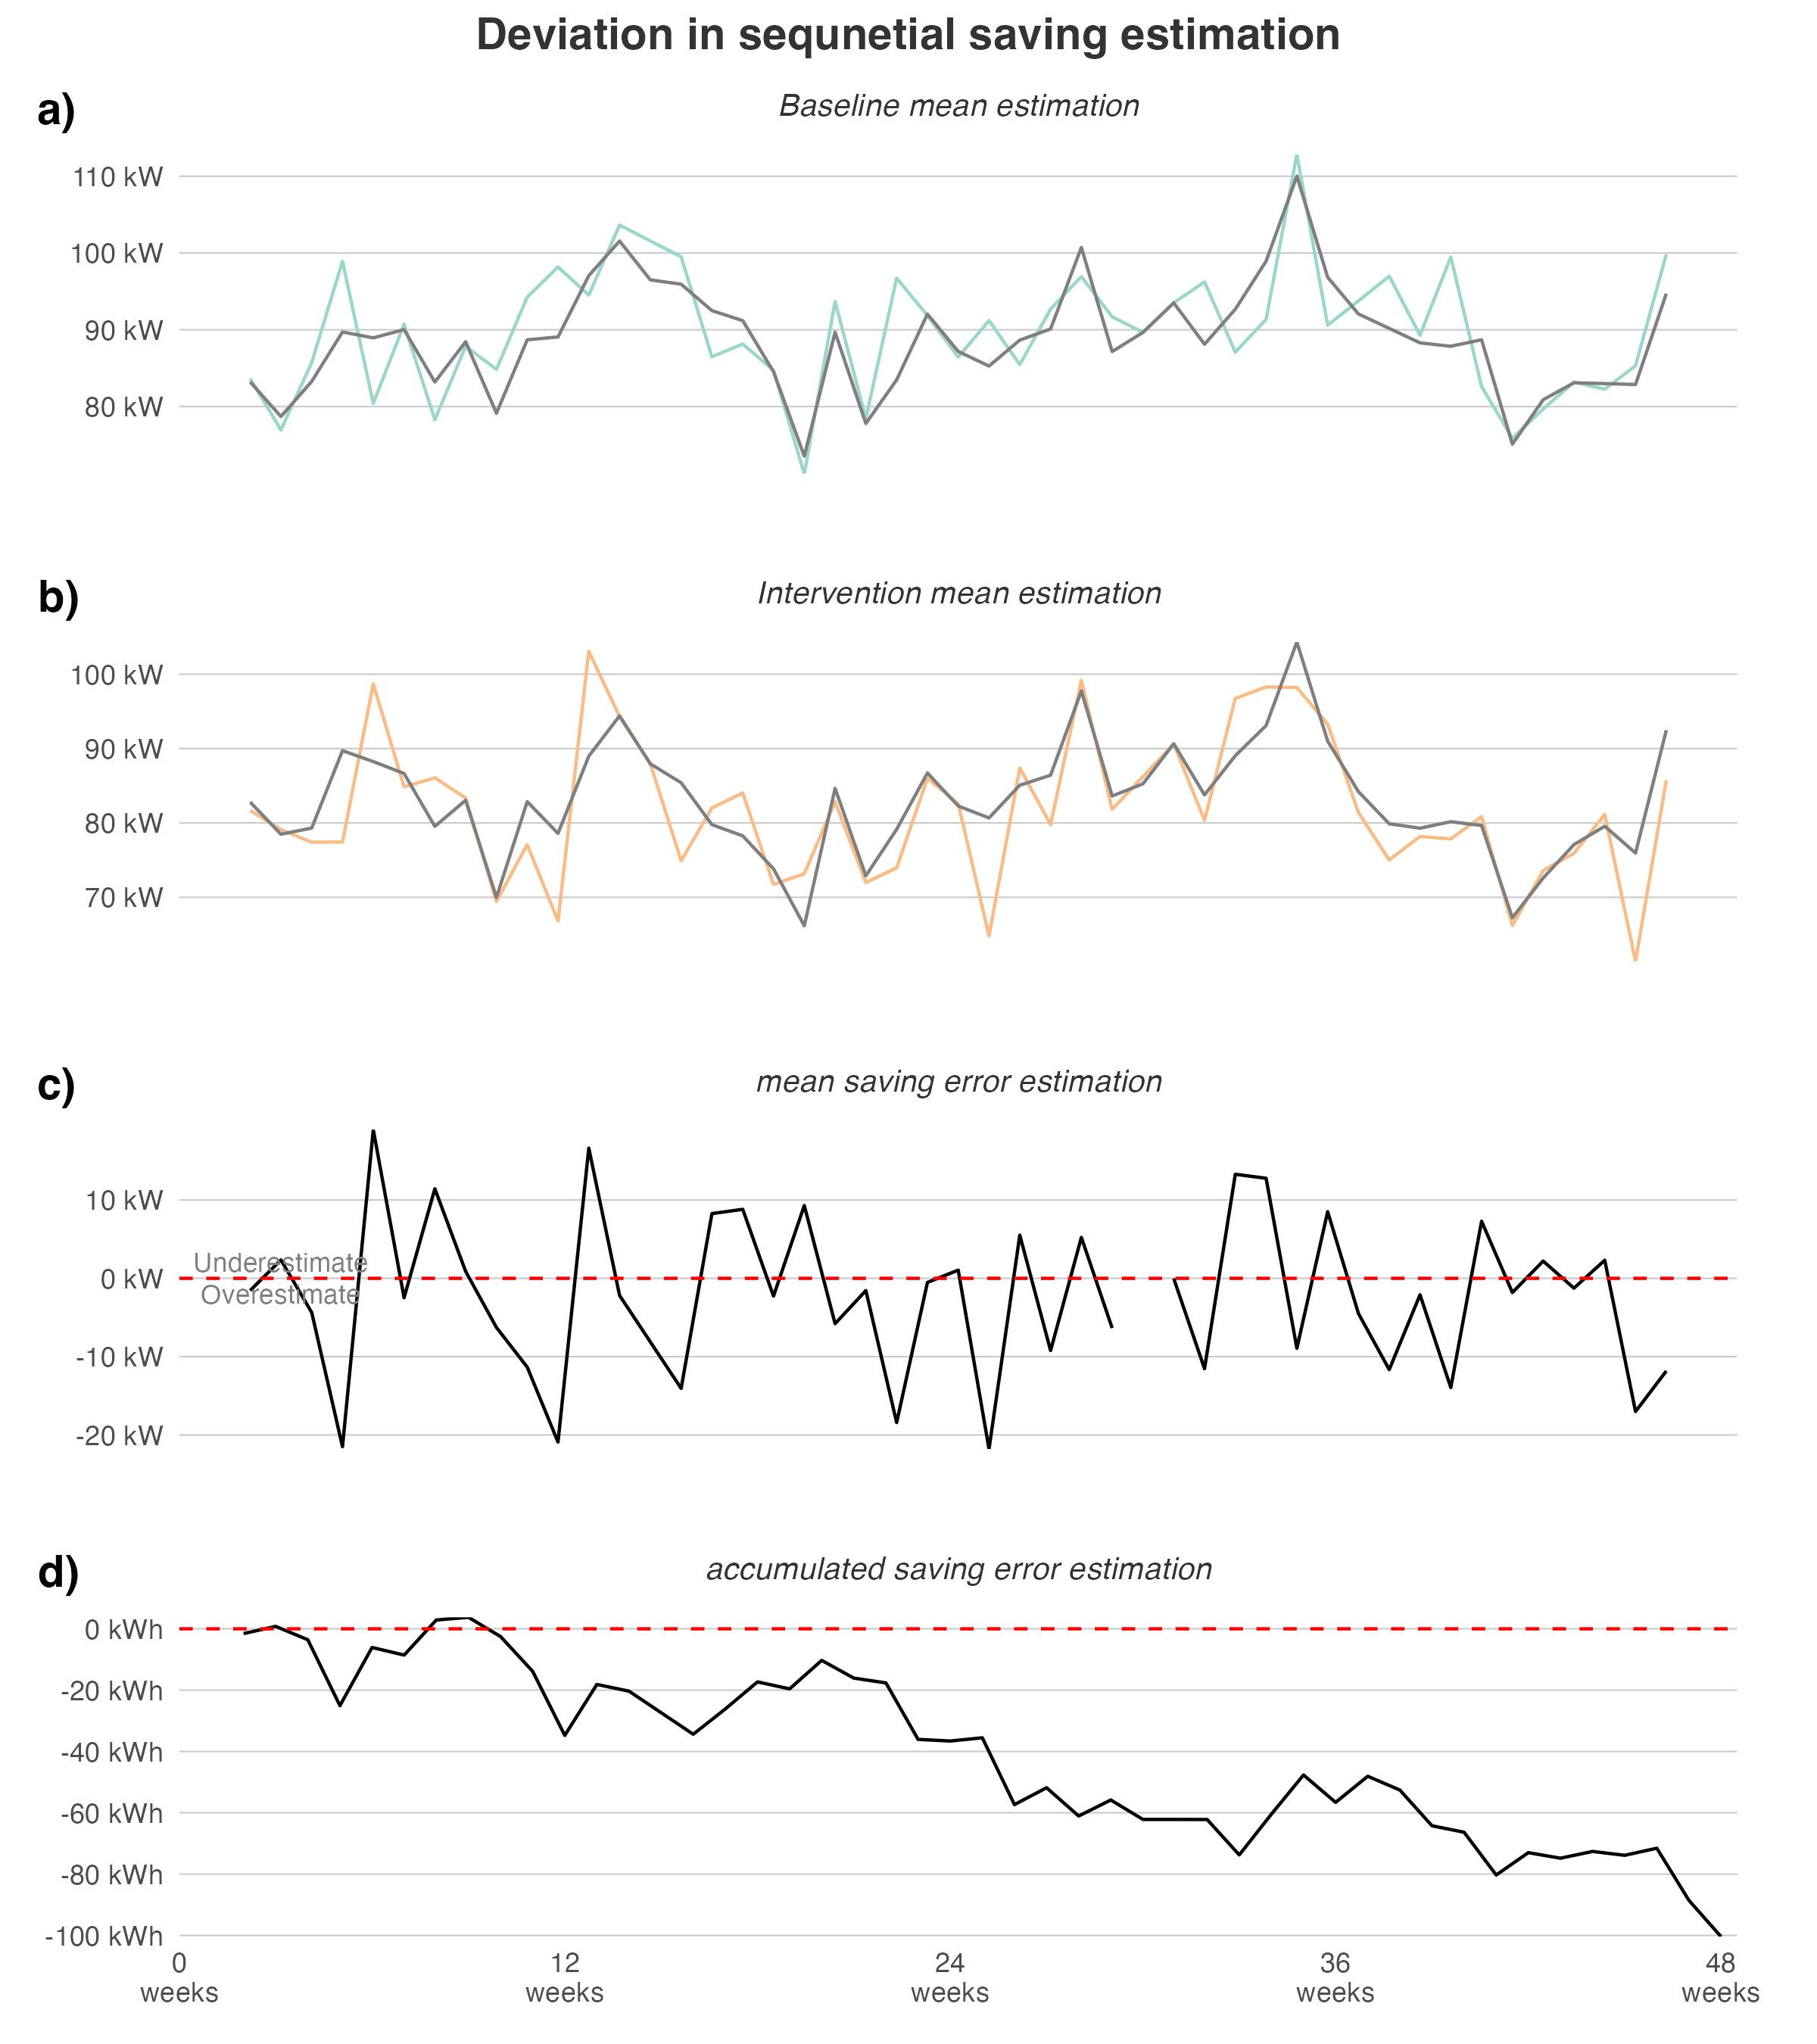 Deviation in sequnetial saving estimation
a)
Baseline mean estimation
110 kW
100 kW
90 kW
80 kW
b)
Intervention mean estimation
100 kW
90 kW
80 kW
70 kW
c)
mean saving error estimation
10 kW
Underestimate
0 kW
Overestimate
-10 kW
-20 kW
d)
accumulated saving error estimation
0 kWh
-20 kWh
-40 kWh
-60 kWh
-80 kWh
-100 kWh
0 12 24 36 48
weeks weeks weeks weeks weeks